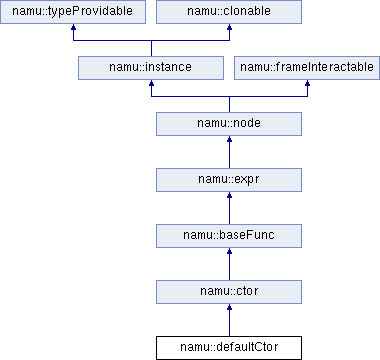 namu::typeProvidable namu::clonable
namu::instance namu::frameInteractable
namu::node
namu::expr
namu::baseFunc
namu::ctor
namu::defaultCtor